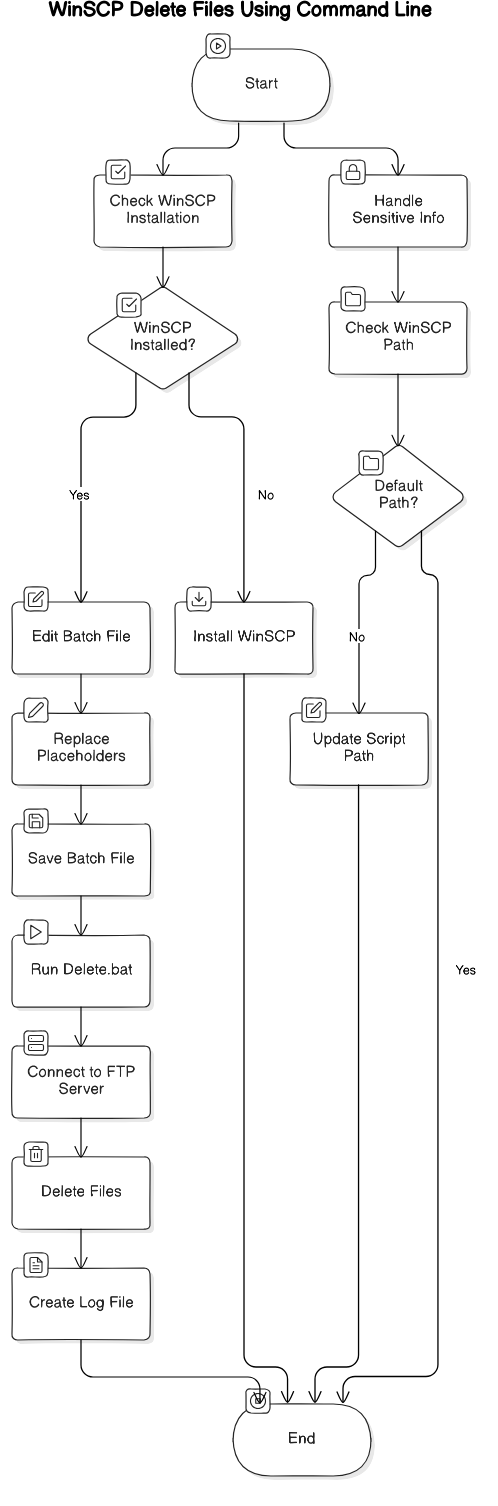 WinSCP Delete Files Using Command Line
Start
Check WinSCP
Installation
Handle
Sensitive Info
WinSCP
Installed?
Check WinSCP
Path
Default
Path?
Yes
No
Edit Batch File
Install WinSCP
No
Replace
Placeholders
Update Script
Path
Save Batch File
Run Delete.bat
Yes
Connect to FTP
Server
Delete Files
Create Log File
End